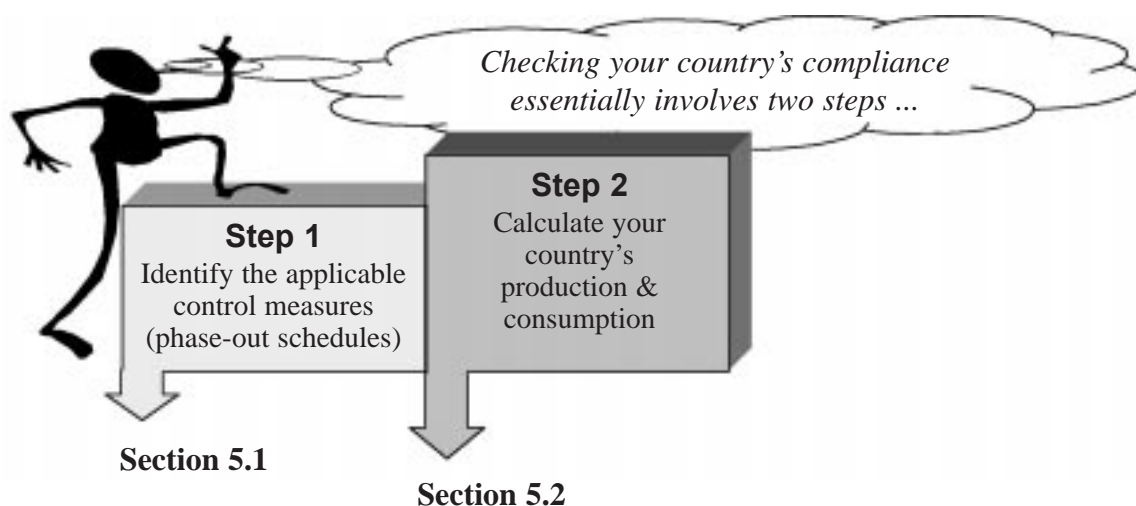 Checking your country’s compliance
essentially involves two steps ...
Step 1
Identify the applicable
control measures
(phase-out schedules)
Step 2
Calculate your
country’s
production &
consumption
Section 5.1
Section 5.2